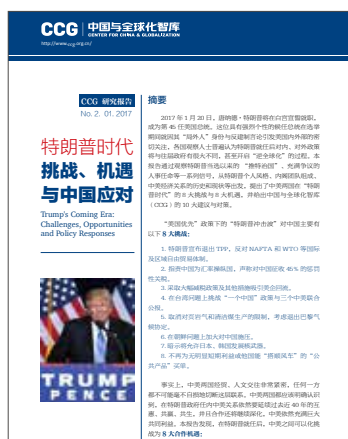 CCG 中国与全球化智库
CENTER FOR CHINA & GLOBALIZATION
http://www.ccg.org.cn/
CCG 研究报告
No. 2. 01. 2017
特朗普时代
挑战、机遇
与中国应对
Trump's Coming Era:
Challenges, Opportunities
and Policy Responses
TRUMP
PENCE
摘要
2017 年 1 月 20 日，唐纳德・特朗普将在白宫宣誓就职，
成为第 45 任美国总统。这位具有强烈个性的候任总统在选举
期间就因其“局外人”身份与反建制言论引发美国内外部的密
切关注。各国观察人士普遍认为特朗普就任后对内、对外政策
将与往届政府有很大不同，甚至开启“逆全球化”的过程。本
报告通过观察特朗普当选以来的“推特治国”、充满争议的
人事任命等一系列信号，从特朗普个人风格、内阁团队组成、
中美经济关系的历史和现状等出发，提出了中美两国在“特朗
普时代”的 8 大挑战与 8 大机遇，并给出中国与全球化智库
（CCG）的 10 大建议与对策。
“美国优先”政策下的“特朗普冲击波”对中国主要有
以下 8 大挑战：
1. 特朗普宣布退出 TPP，反对 NAFTA 和 WTO 等国际
及区域自由贸易体制。
2. 指责中国为汇率操纵国，声称对中国征收 45% 的惩罚
性关税。
3. 采取大幅减税政策及其他措施吸引美企回流。
4. 在台湾问题上挑战“一个中国”政策与三个中美联合
公报。
5. 取消对页岩气和清洁煤生产的限制，考虑退出巴黎气
候协定。
6. 在朝鲜问题上加大对中国施压。
7. 暗示将允许日本、韩国发展核武器。
8. 不再为无明显短期利益或他国能“搭顺风车”的“公
共产品”买单。
事实上，中美两国经贸、人文交往非常紧密，任何一方
都不可能毫不自损地切断这层联系。中美两国都应该明确认识
到，在特朗普政府任内中美关系依然要延续过去近 40 年的互
惠、共赢、共生，并且合作还将继续深化，中美依然充满巨大
共同利益。本报告发现，在特朗普就任后，中美之间可以化挑
战为 8 大合作机遇：